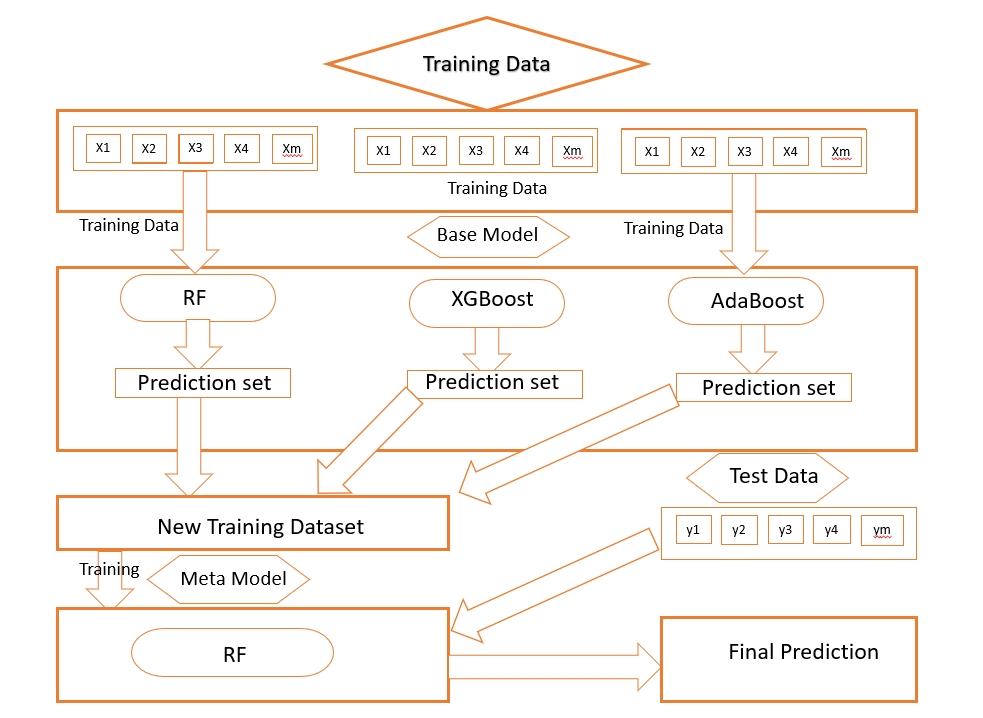 Training Data
X1 X2 X3 X4 Xm
X1 X2 X3 X4 Xm
X1 X2 X3 X4 Xm
Training Data
Training Data
Base Model
Training Data
RF
XGBoost
AdaBoost
Prediction set
Prediction set
Prediction set
Test Data
New Training Dataset
y1 y2 y3 y4 ym
Training
Meta Model
RF
Final Prediction